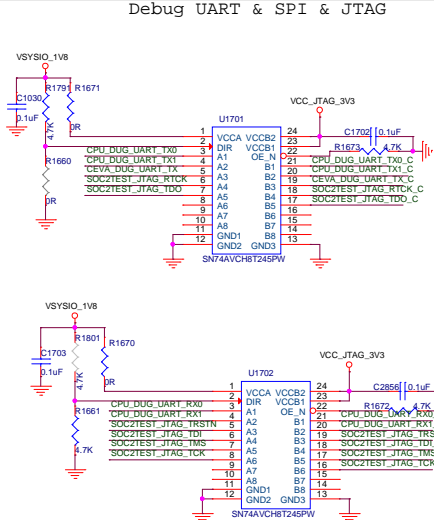 Debug UART & SPI & JTAG
VSYSIO_1V8
C1030
0.1uF
R1791
4.7K
R1671
0R
R1660
0R
U1701
VCC_JTAG_3V3
C1702
0.1uF
R1673
4.7K
1 VCCA VCCB2 24
2 DIR VCCB1 23
CPU_DUG_UART_TX0 3 A1 OE_N 22
CPU_DUG_UART_TX1 4 A2 B1 21 CPU_DUG_UART_TX0_C
CEVA_DUG_UART_TX 5 A3 B2 20 CPU_DUG_UART_TX1_C
SOC2TEST_JTAG_RTCK 6 A4 B3 19 CEVA_DUG_UART_TX_C
SOC2TEST_JTAG_TDO 7 A5 B4 18 SOC2TEST_JTAG_RTCK_C
8 A6 B5 17 SOC2TEST_JTAG_TDO_C
9 A7 B6 16
10 A8 B7 15
11 GND1 B8 14
12 GND2 GND3 13
SN74AVCH8T245PW
VSYSIO_1V8
C1703
0.1uF
R1801
4.7K
R1670
0R
R1661
4.7K
U1702
VCC_JTAG_3V3
C2856
0.1uF
R1672
4.7K
1 VCCA VCCB2 24
2 DIR VCCB1 23
CPU_DUG_UART_RX0 3 A1 OE_N 22
CPU_DUG_UART_RX1 4 A2 B1 21 CPU_DUG_UART_RX0
SOC2TEST_JTAG_TRSTN 5 A3 B2 20 CPU_DUG_UART_RX1
SOC2TEST_JTAG_TDI 6 A4 B3 19 SOC2TEST_JTAG_TRS
SOC2TEST_JTAG_TMS 7 A5 B4 18 SOC2TEST_JTAG_TDI
SOC2TEST_JTAG_TCK 8 A6 B5 17 SOC2TEST_JTAG_TMS
9 A7 B6 16 SOC2TEST_JTAG_TCK
10 A8 B7 15
11 GND1 B8 14
12 GND2 GND3 13
SN74AVCH8T245PW